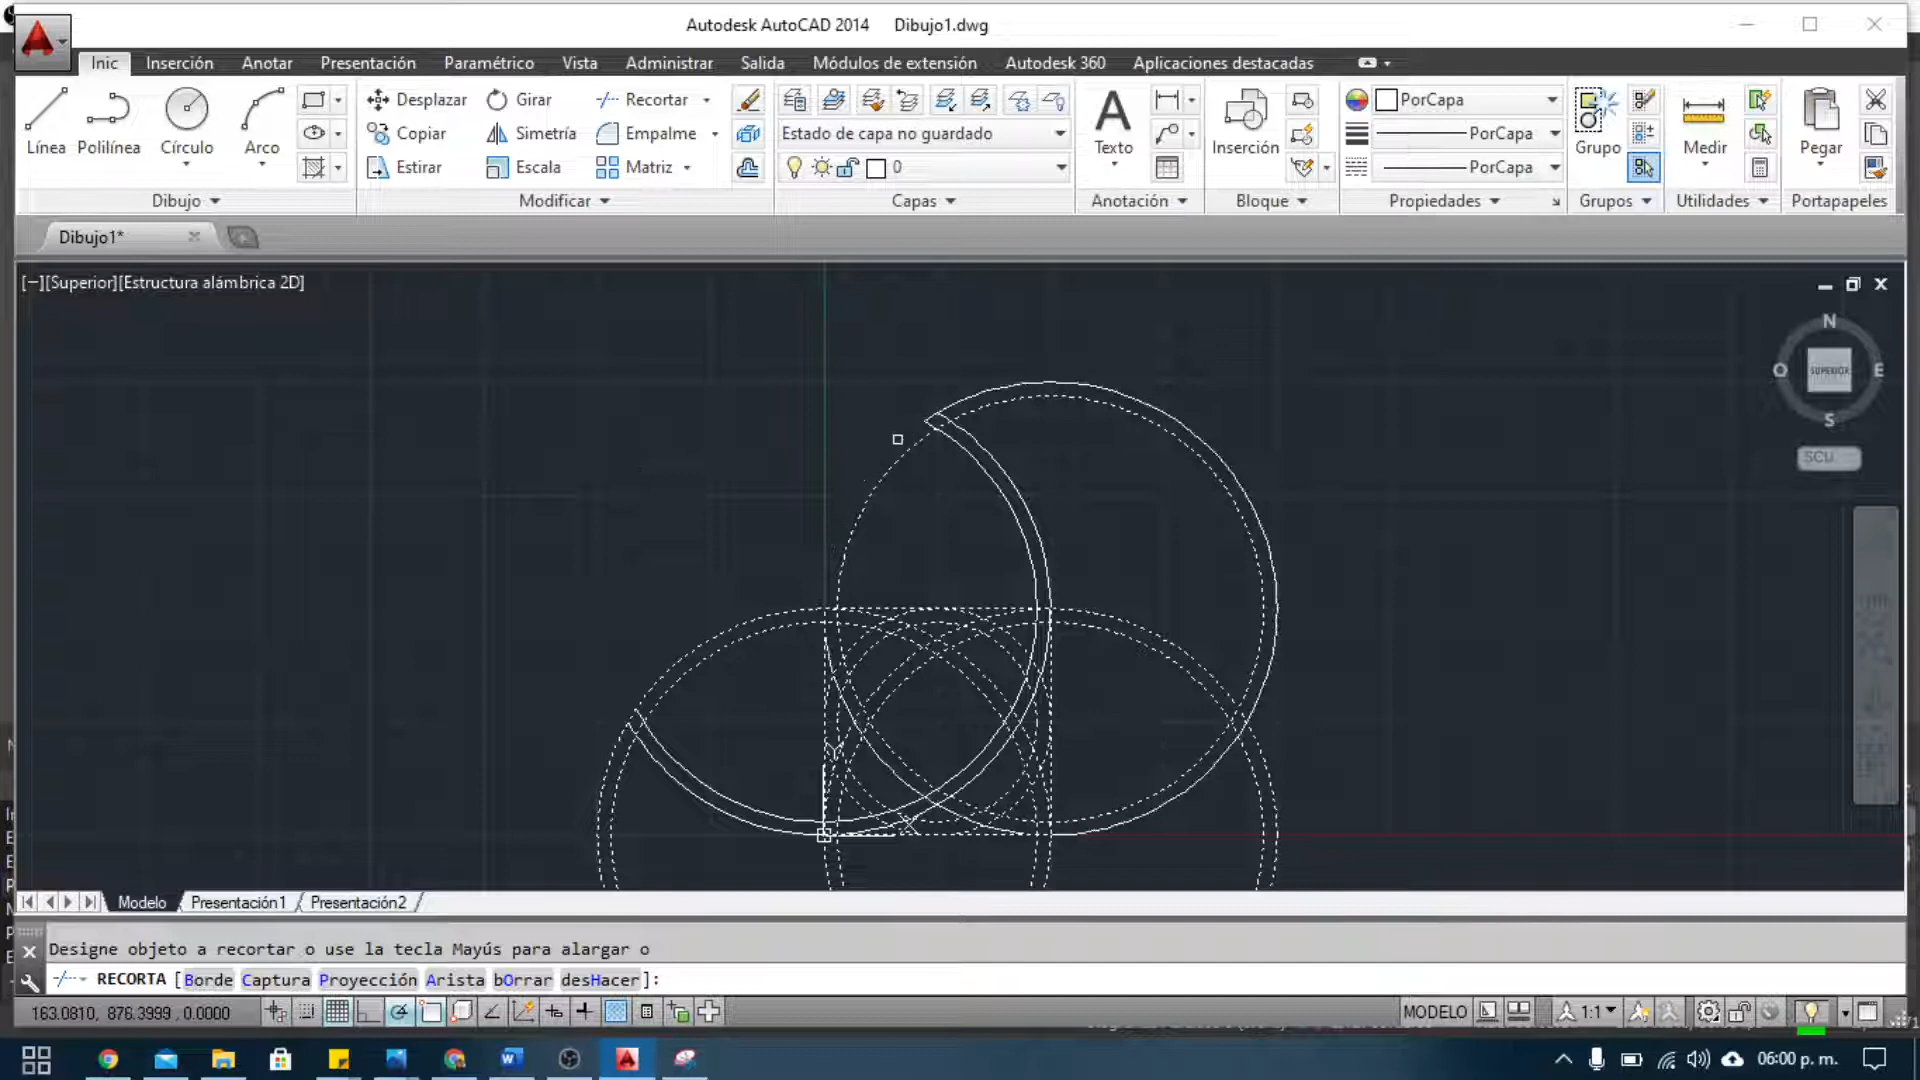 Autodesk AutoCAD 2014 Dibujo1.dwg
Inic Inserción Anotar Presentación Paramétrico Vista Administrar Salida Módulos de extensión Autodesk 360 Aplicaciones destacadas
Desplazar Girar Recortar
PorCapa
Copiar Simetría Empalme
Estado de capa no guardado
PorCapa
Línea Polilínea Círculo Arco
Texto
Inserción
Grupo
Medir
Pegar
Estirar Escala Matriz
0
PorCapa
Dibujo
Modificar
Capas
Anotación
Bloque
Propiedades
Grupos
Utilidades
Portapapeles
Dibujo1*
[−][Superior][Estructura alámbrica 2D]
N
O SUPERIOR E
S
SCU
Y
X
Modelo Presentación1 Presentación2
Designe objeto a recortar o use la tecla Mayús para alargar o
RECORTA [Borde Captura Proyección Arista bOrrar desHacer]:
163.0810, 876.3999 , 0.0000
MODELO
1:1
06:00 p. m.